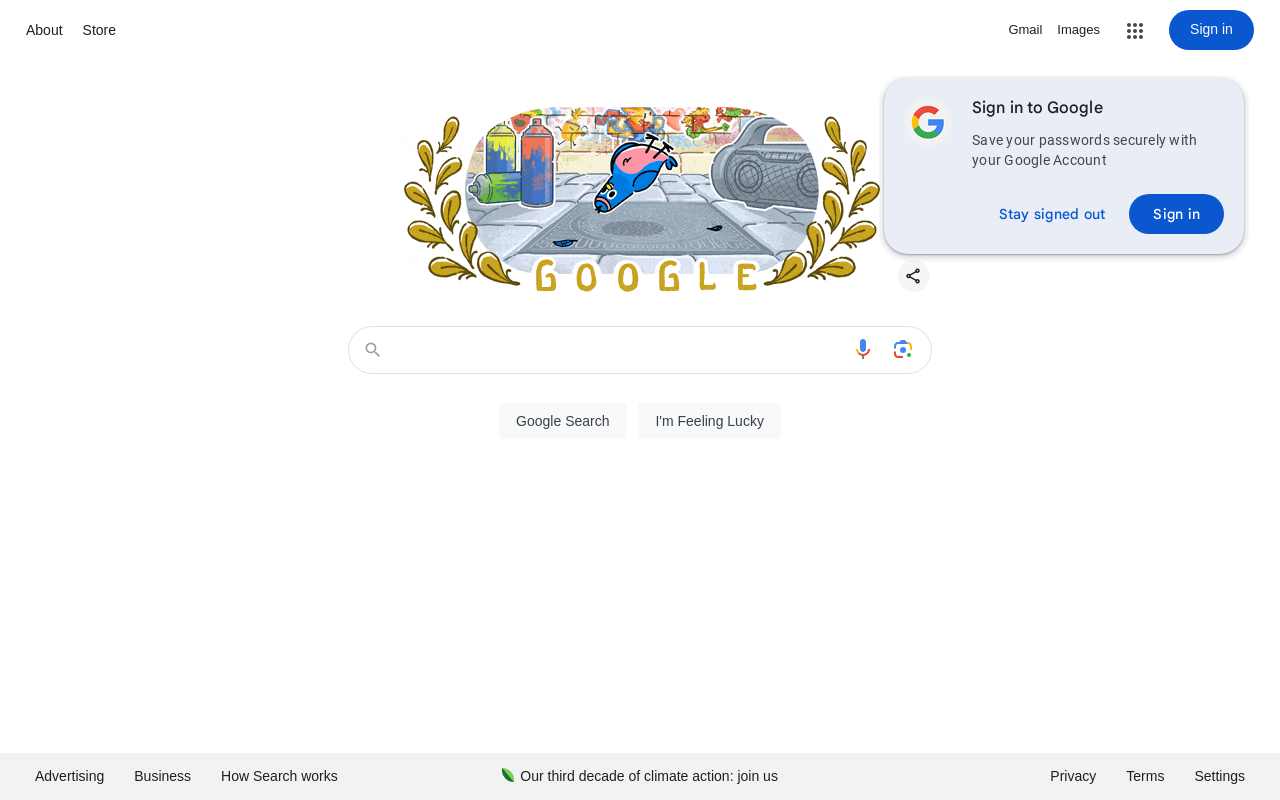 About
Store
Gmail
Images
Sign in
Sign in to Google
Save your passwords securely with
your Google Account
Stay signed out
Sign in
GOOGLE
Google Search
I'm Feeling Lucky
Advertising
Business
How Search works
Our third decade of climate action: join us
Privacy
Terms
Settings